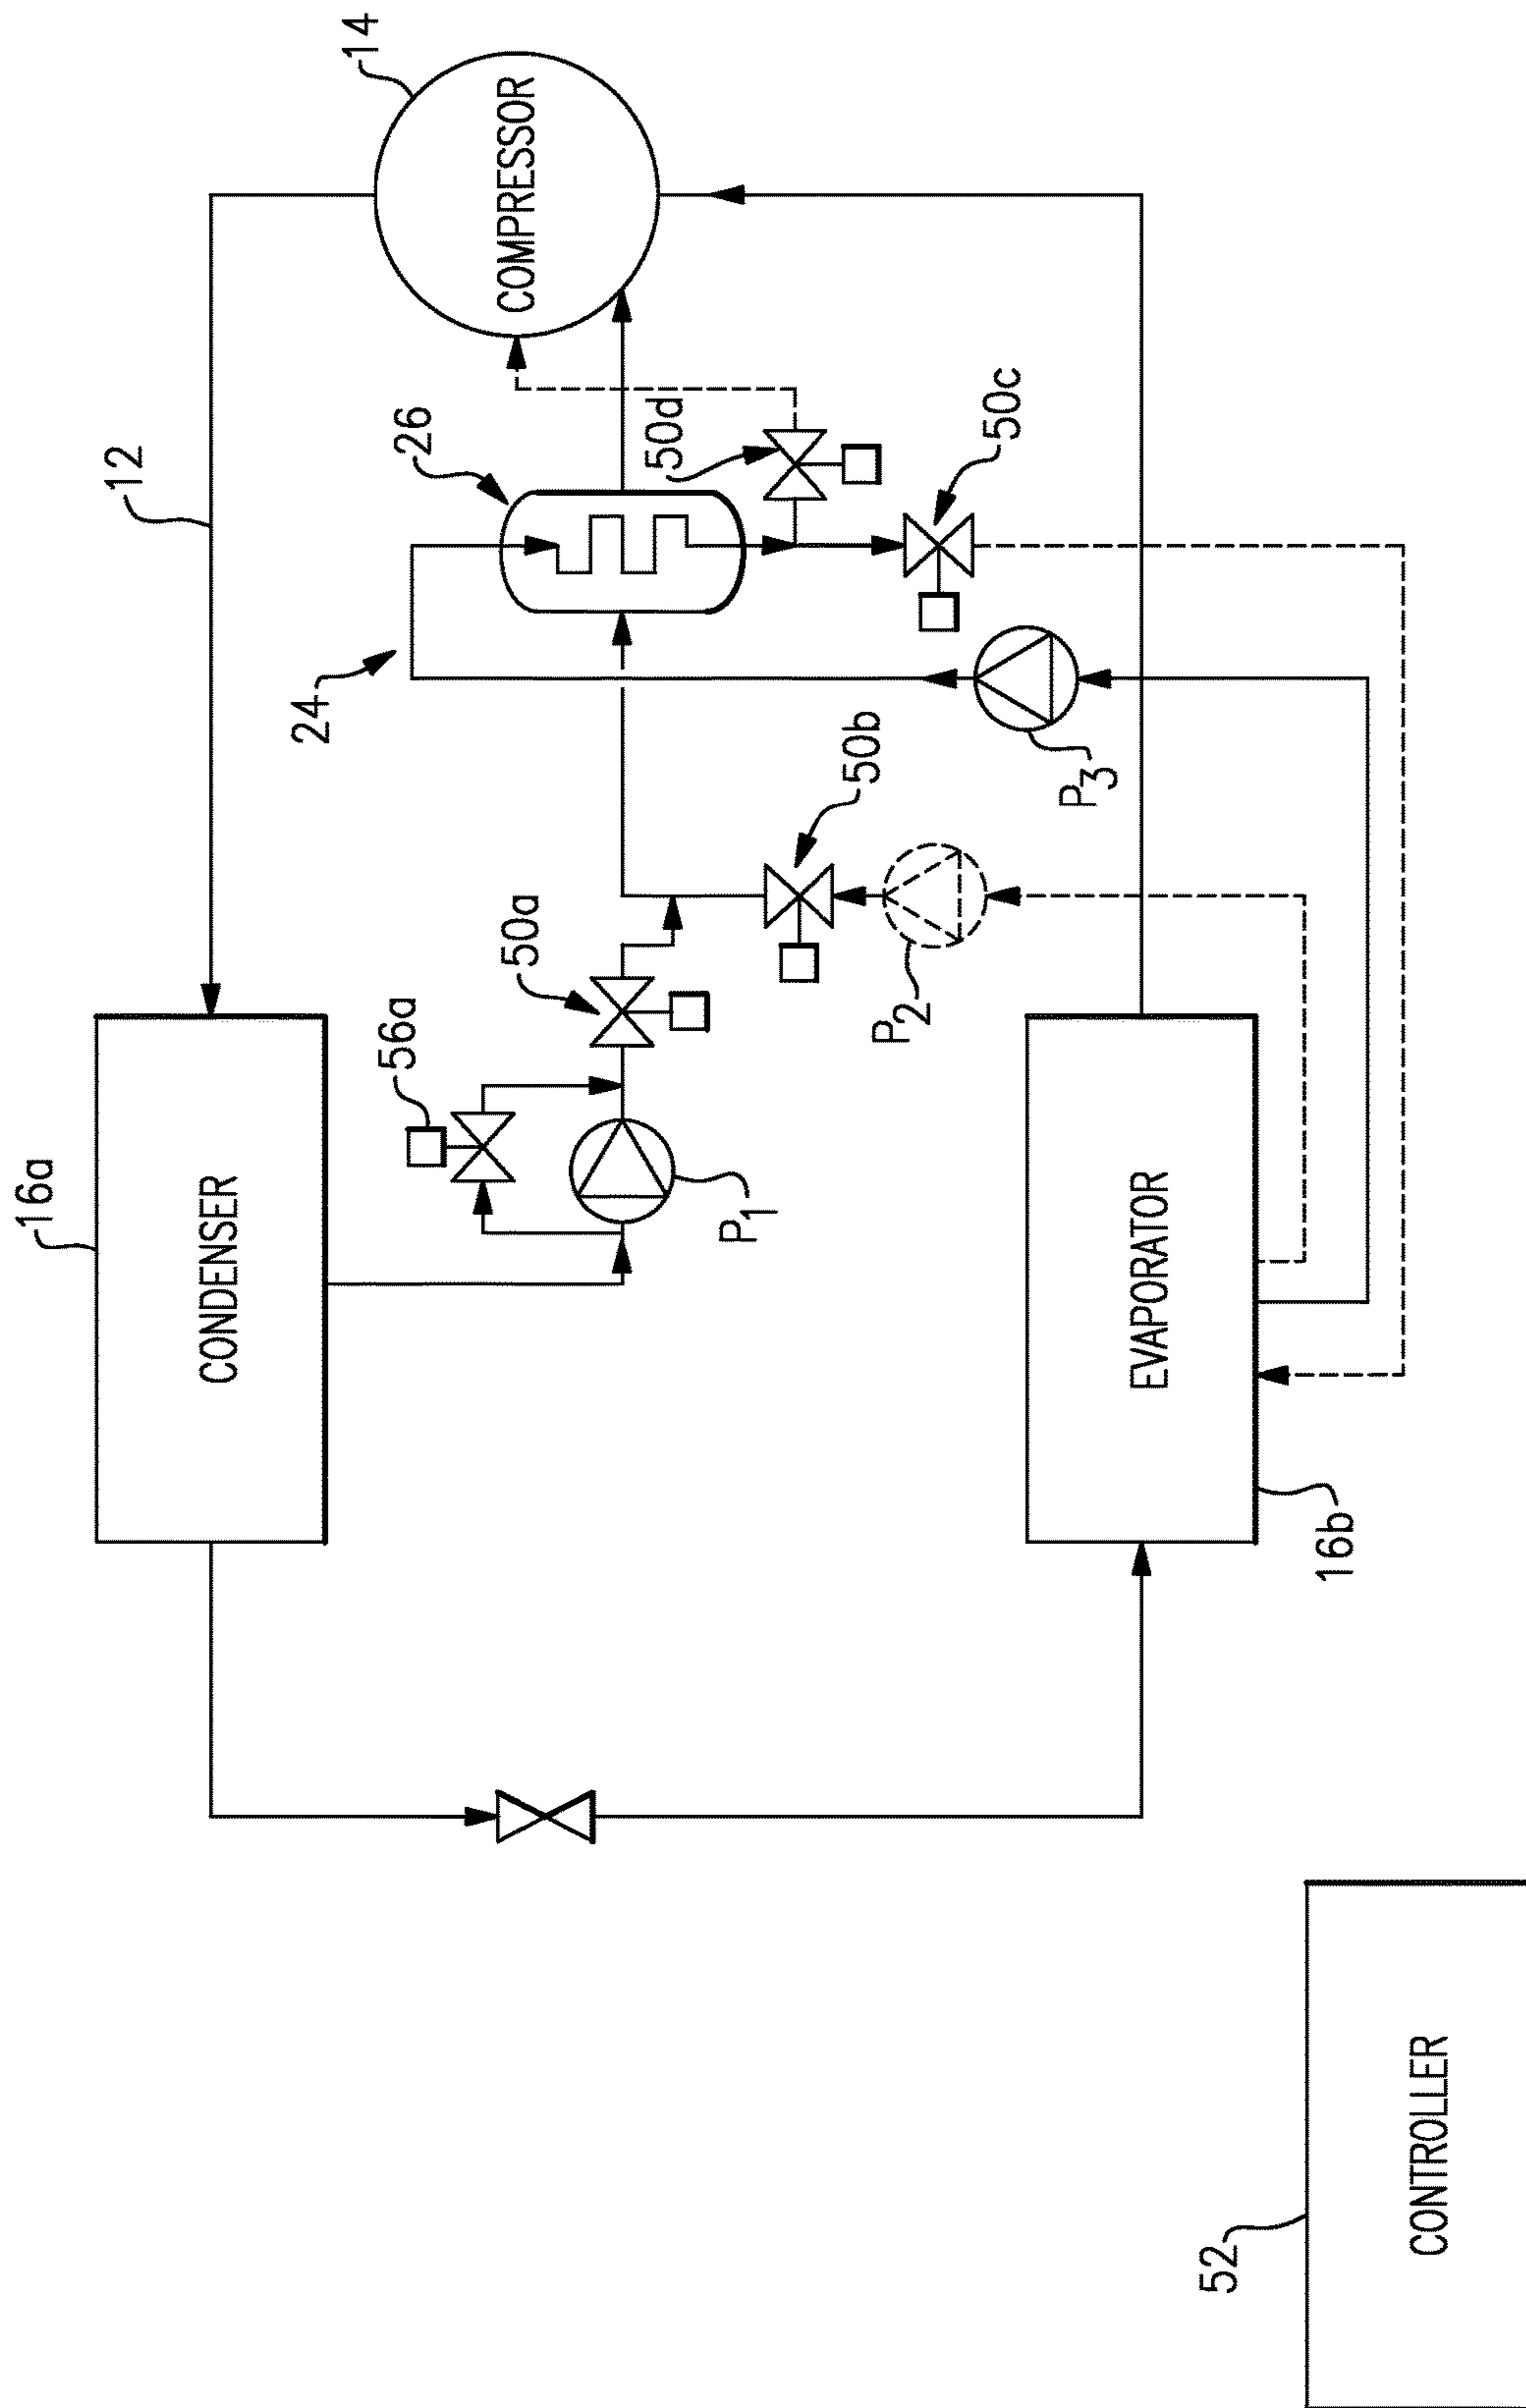 12
14
COMPRESSOR
26
24
50d
50c
50b
50a
56a
P1
P2
P3
16a
CONDENSER
EVAPORATOR
16b
52
CONTROLLER